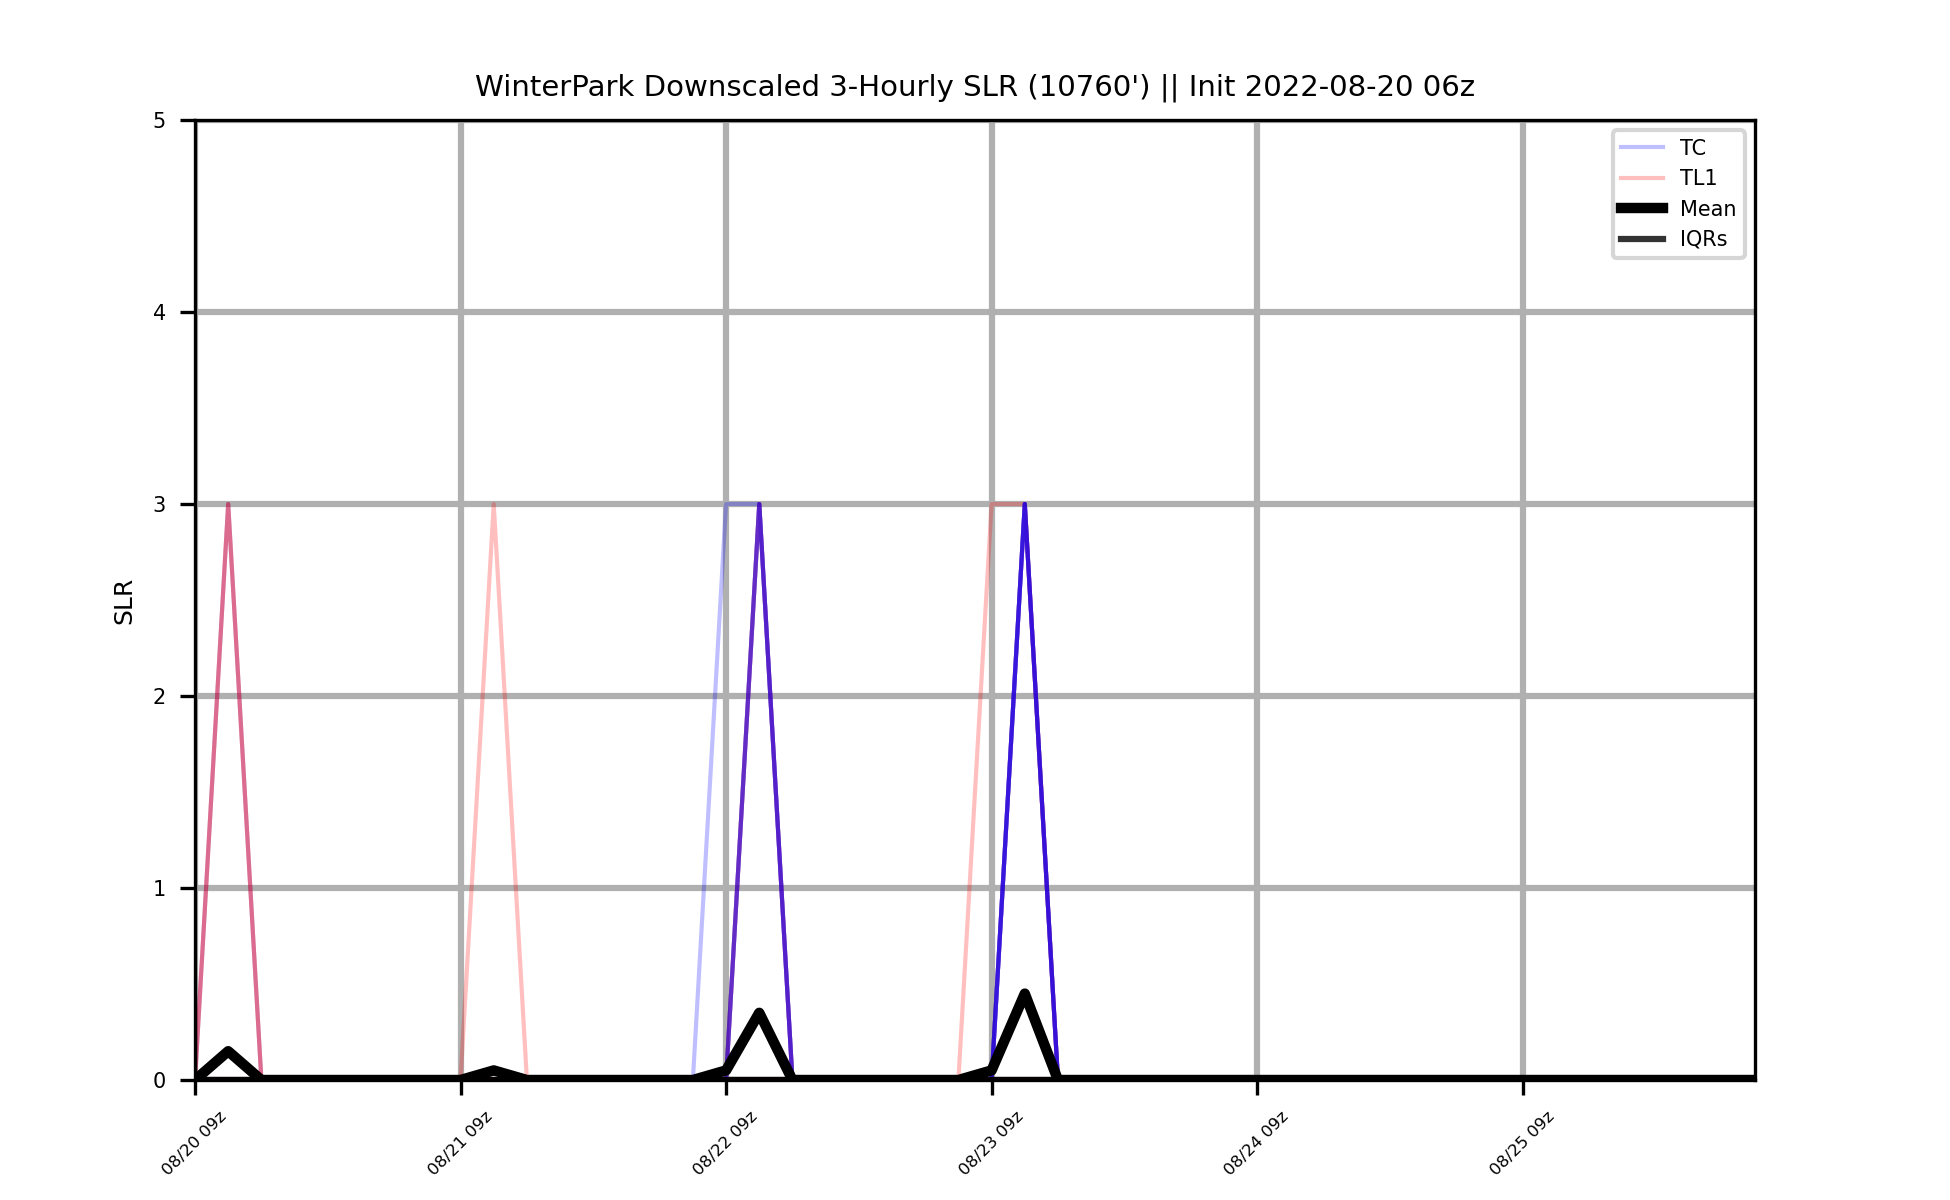 WinterPark Downscaled 3-Hourly SLR (10760') || Init 2022-08-20 06z
5
4
3
2
1
0
SLR
TC
TL1
Mean
IQRs
08/20 09z
08/21 09z
08/22 09z
08/23 09z
08/24 09z
08/25 09z